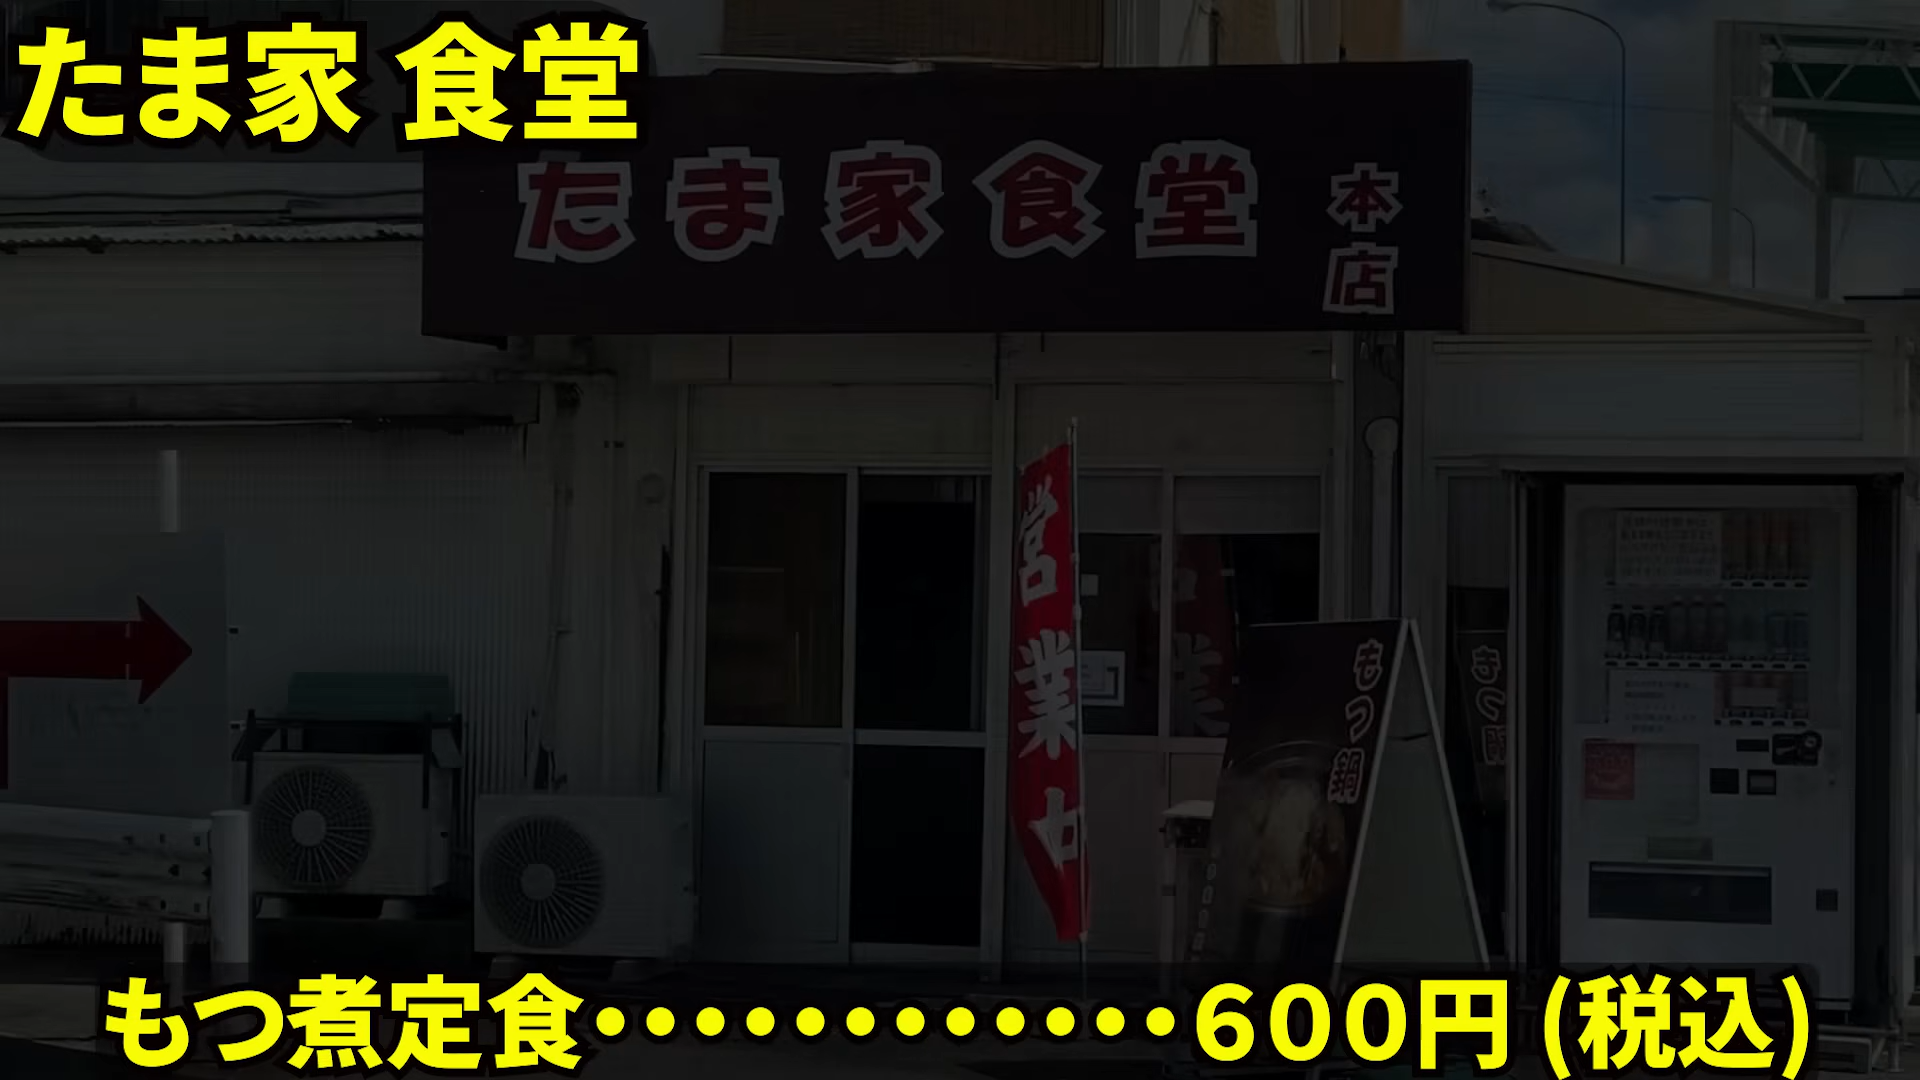 たま家 食堂
たま家食堂
本店
営業中
もつ鍋
もつ煮定食・・・・・・・・・・・・600円 (税込)